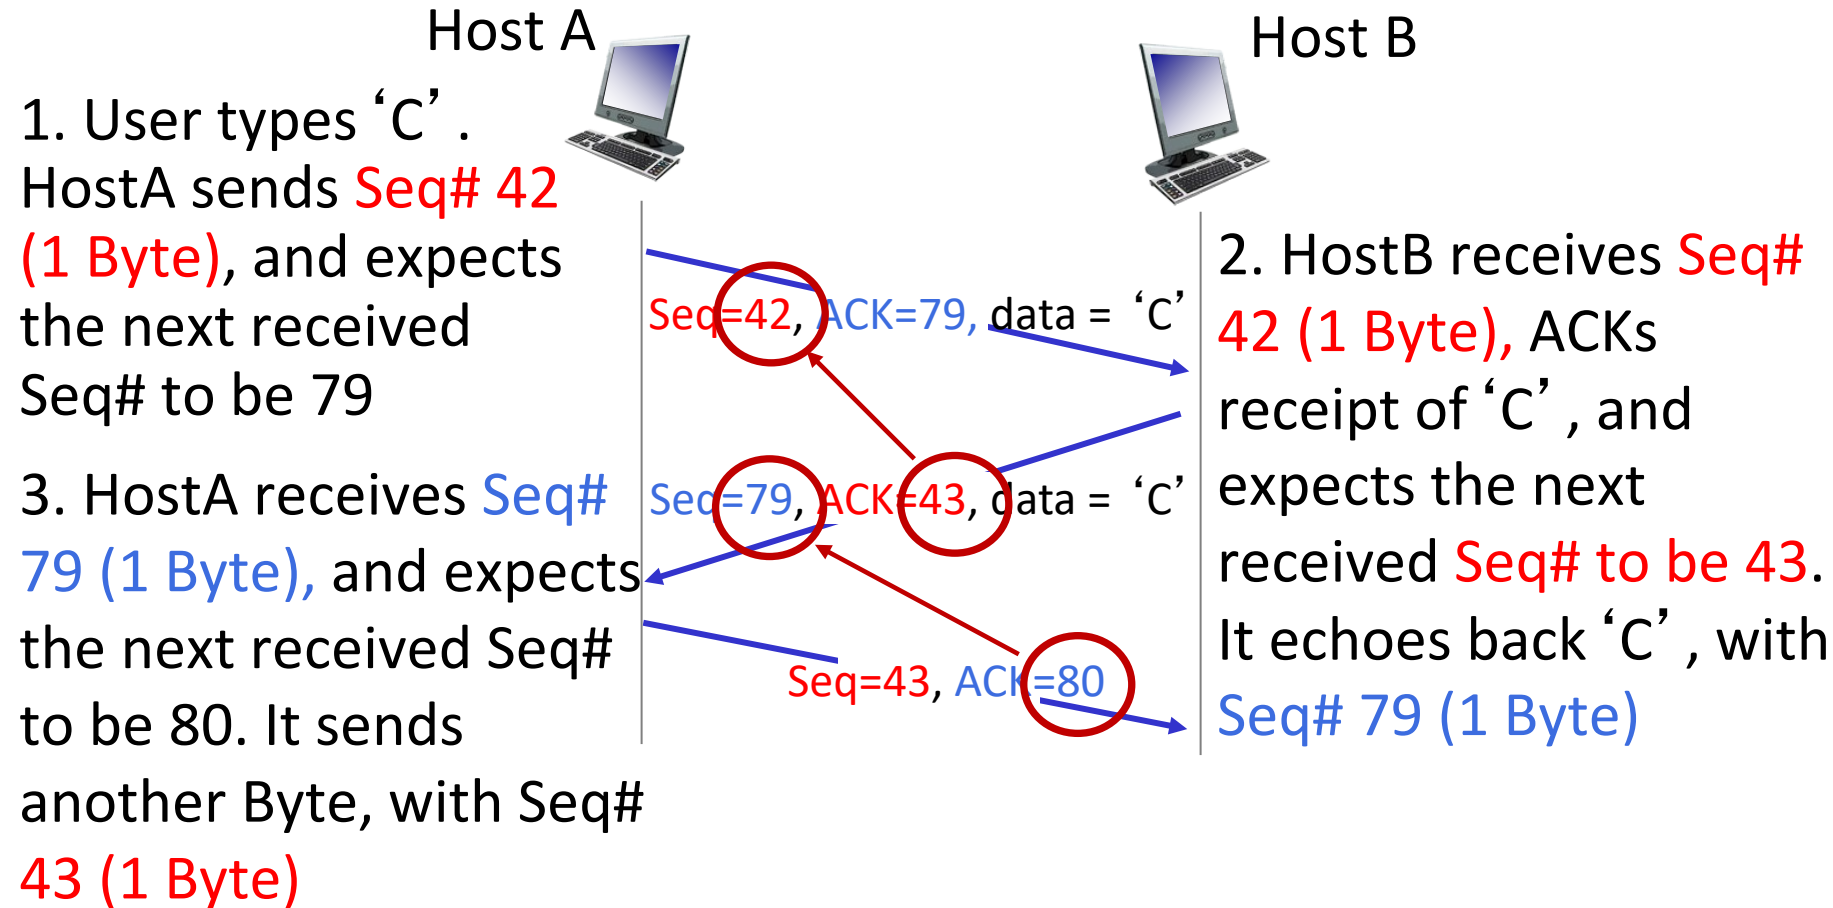 Host A
Host B
1. User types ‘C’ .
HostA sends Seq# 42
(1 Byte), and expects
the next received
Seq# to be 79
Seq=42, ACK=79, data = ‘C’
2. HostB receives Seq#
42 (1 Byte), ACKs
receipt of ‘C’ , and
expects the next
received Seq# to be 43.
It echoes back ‘C’ , with
Seq# 79 (1 Byte)
Seq=79, ACK=43, data = ‘C’
3. HostA receives Seq#
79 (1 Byte), and expects
the next received Seq#
to be 80. It sends
another Byte, with Seq#
43 (1 Byte)
Seq=43, ACK=80